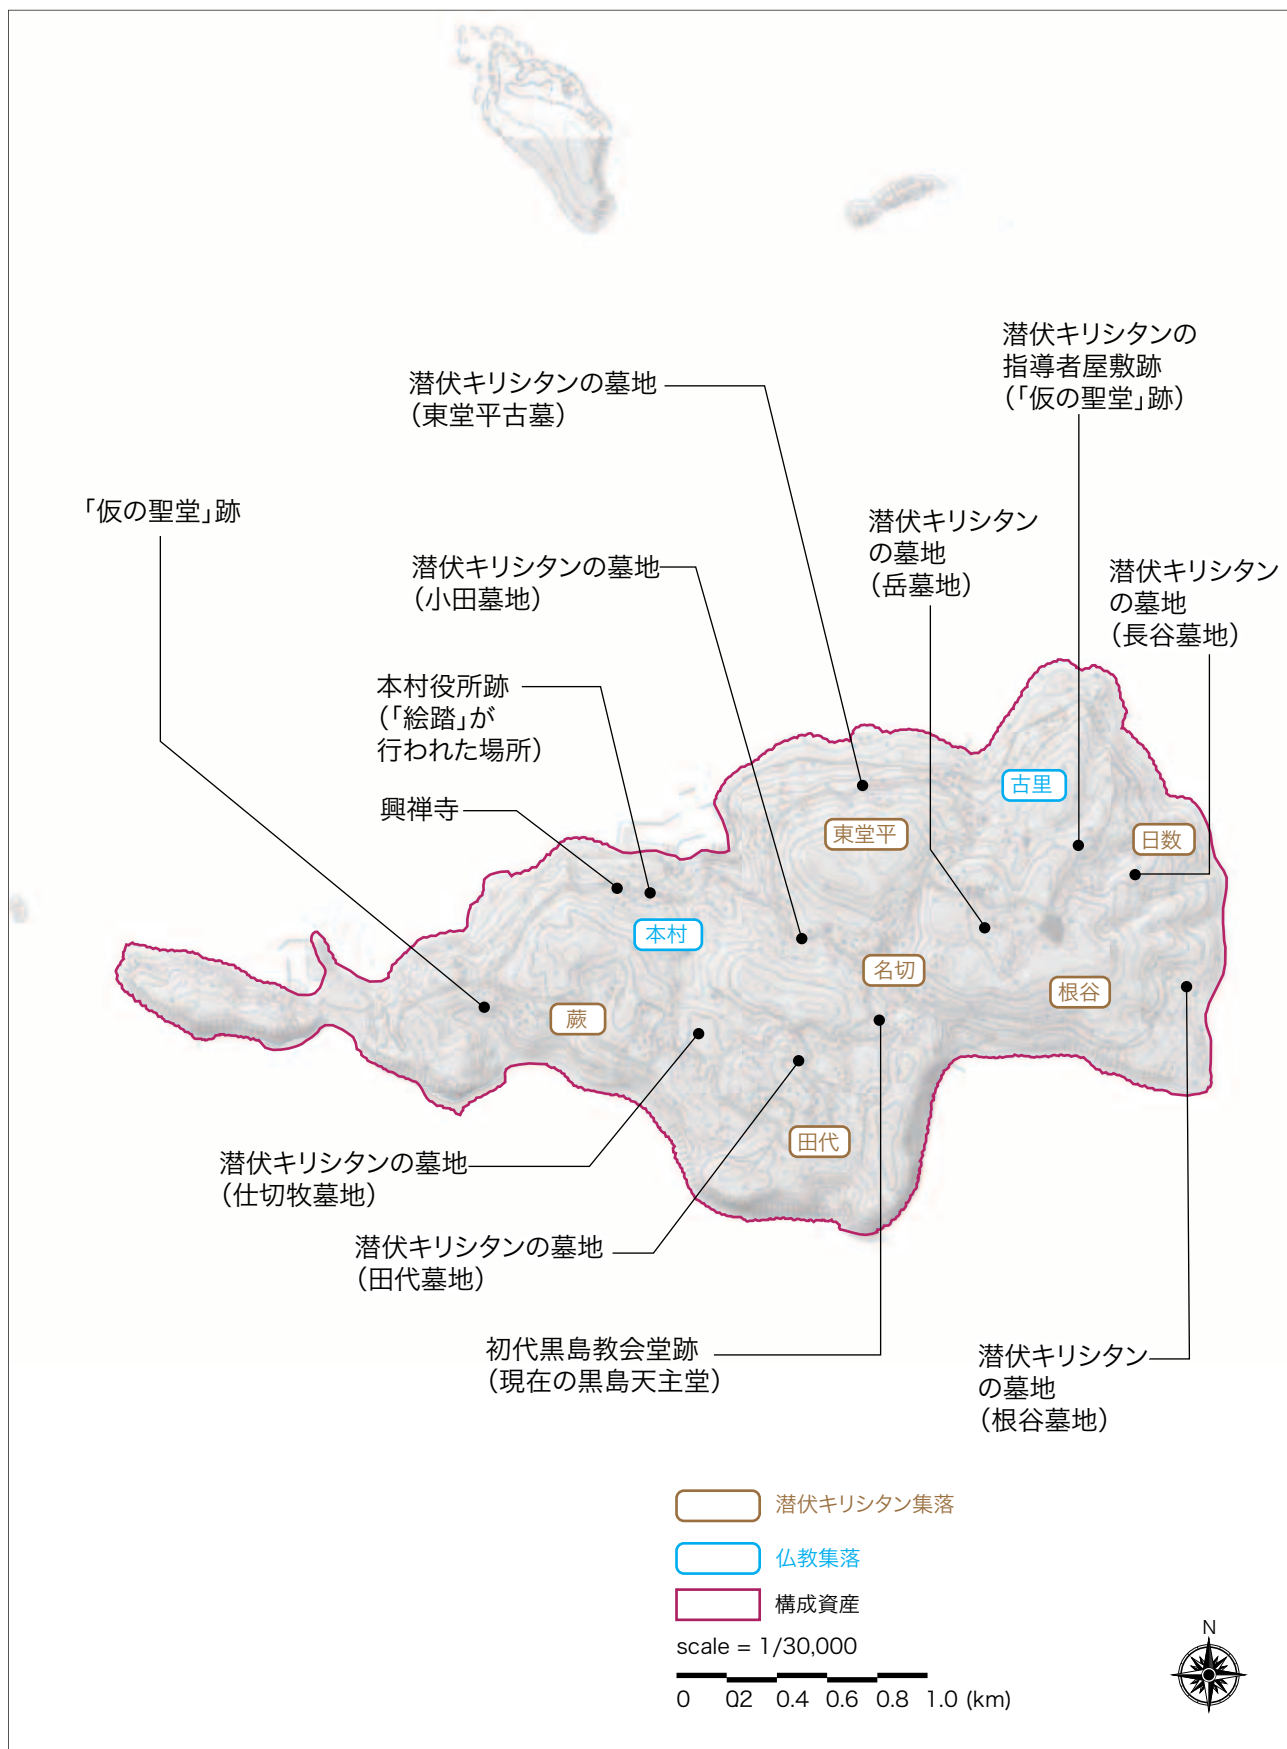 潜伏キリシタンの
指導者屋敷跡
（「仮の聖堂」跡）
潜伏キリシタンの墓地
（東堂平古墓）
「仮の聖堂」跡
潜伏キリシタン
の墓地
（岳墓地）
潜伏キリシタンの墓地
（小田墓地）
潜伏キリシタン
の墓地
（長谷墓地）
本村役所跡
（「絵踏」が
行われた場所）
興禅寺
古里
東堂平
日数
本村
名切
根谷
蕨
田代
潜伏キリシタンの墓地
（仕切牧墓地）
潜伏キリシタンの墓地
（田代墓地）
初代黒島教会堂跡
（現在の黒島天主堂）
潜伏キリシタン
の墓地
（根谷墓地）
潜伏キリシタン集落
仏教集落
構成資産
scale = 1/30,000
0 0.2 0.4 0.6 0.8 1.0 (km)
N